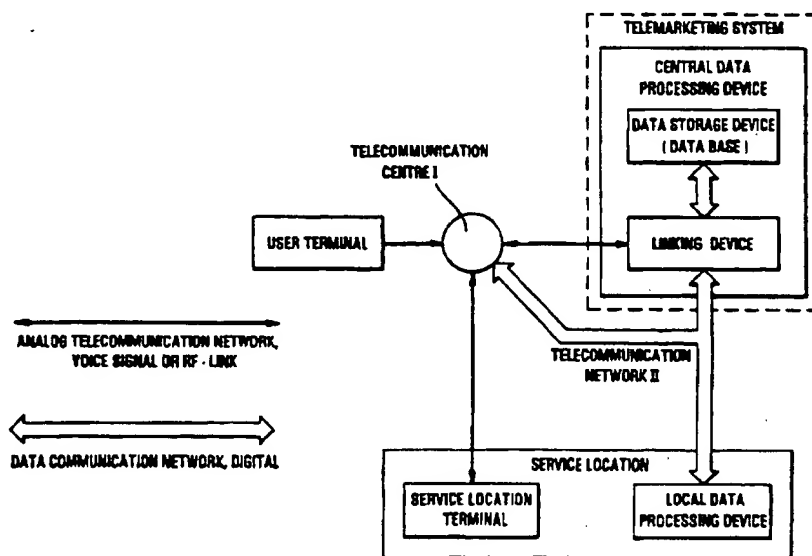 TELEMARKETING SYSTEM
CENTRAL DATA
PROCESSING DEVICE
DATA STORAGE DEVICE
( DATA BASE )
TELECOMMUNICATION
CENTRE I
USER TERMINAL
LINKING DEVICE
ANALOG TELECOMMUNICATION NETWORK,
VOICE SIGNAL OR RF - LINK
TELECOMMUNICATION
NETWORK II
DATA COMMUNICATION NETWORK, DIGITAL
SERVICE LOCATION
SERVICE LOCATION
TERMINAL
LOCAL DATA
PROCESSING DEVICE